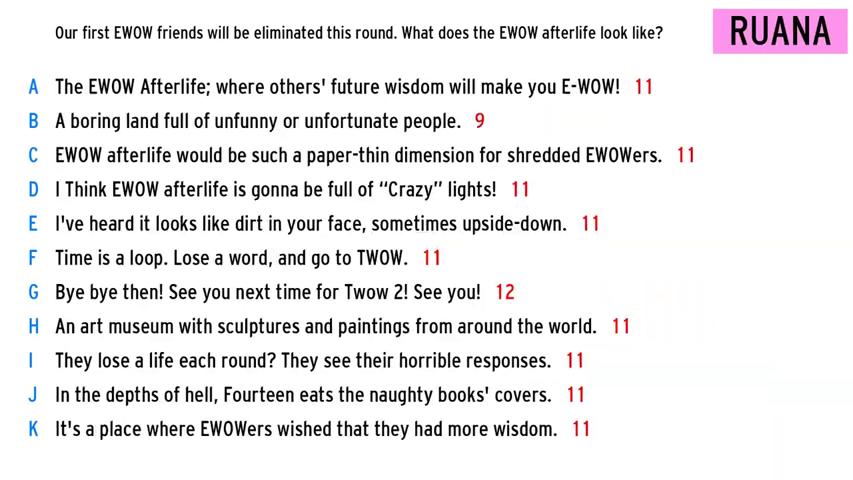 Our first EWOW friends will be eliminated this round. What does the EWOW afterlife look like?
RUANA
A The EWOW Afterlife; where others' future wisdom will make you E-WOW! 11
B A boring land full of unfunny or unfortunate people. 9
C EWOW afterlife would be such a paper-thin dimension for shredded EWOWers. 11
D I Think EWOW afterlife is gonna be full of “Crazy” lights! 11
E I've heard it looks like dirt in your face, sometimes upside-down. 11
F Time is a loop. Lose a word, and go to TWOW. 11
G Bye bye then! See you next time for Twow 2! See you! 12
H An art museum with sculptures and paintings from around the world. 11
I They lose a life each round? They see their horrible responses. 11
J In the depths of hell, Fourteen eats the naughty books' covers. 11
K It's a place where EWOWers wished that they had more wisdom. 11